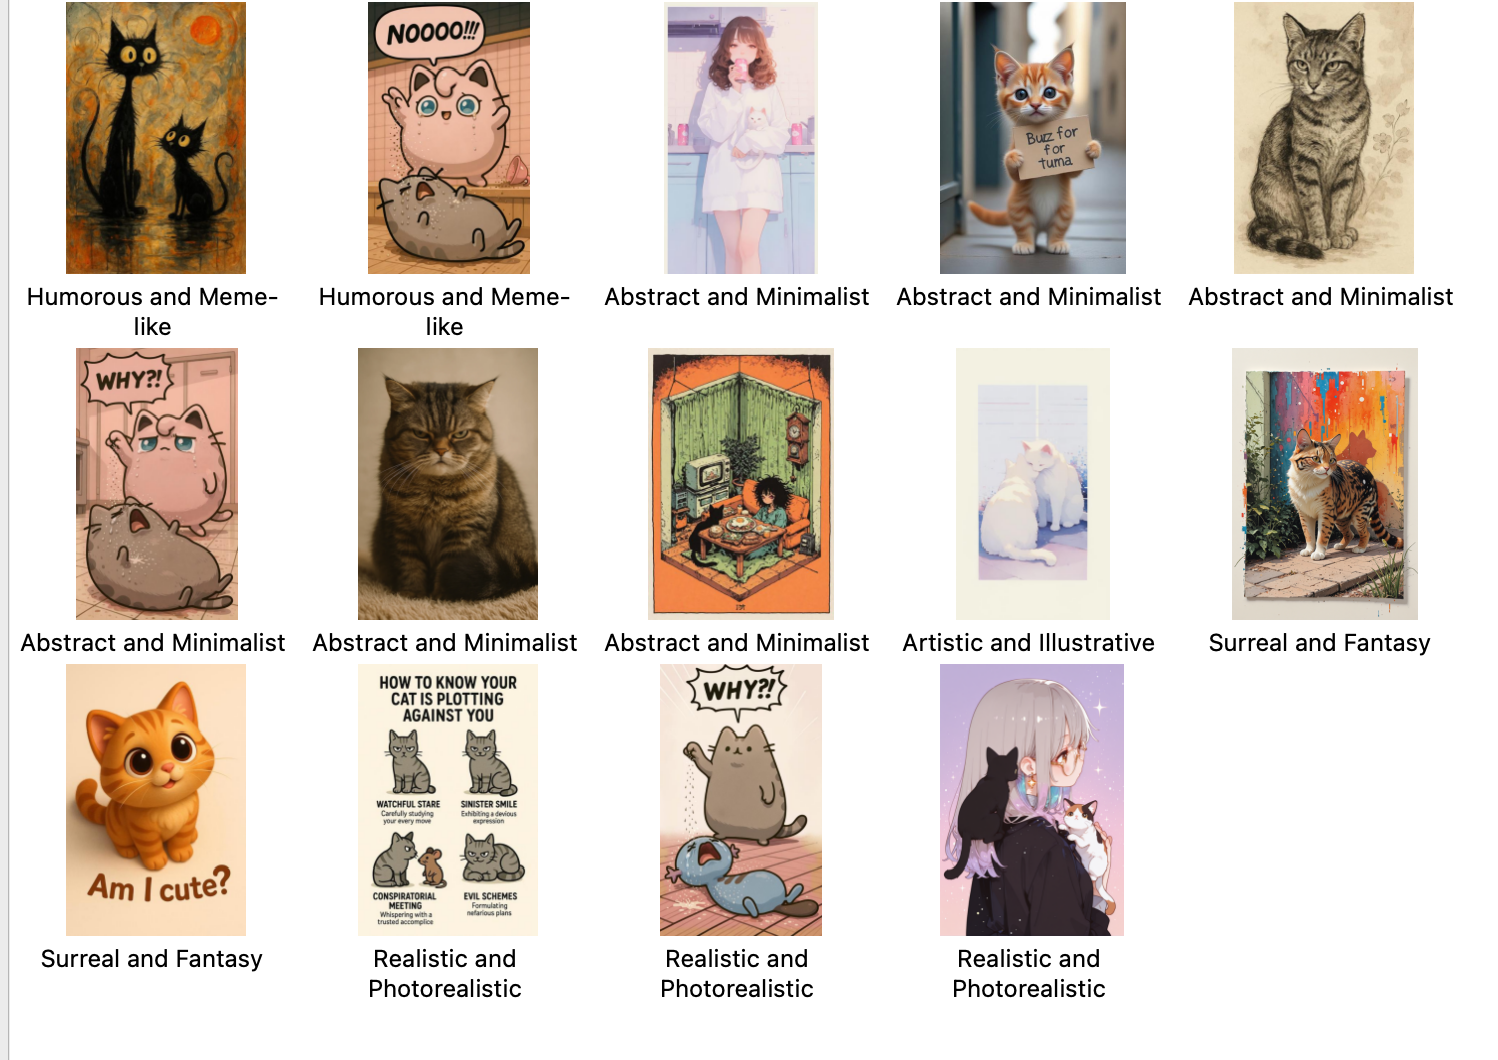 NOOOO!!!
Buzz for
for
tuma
Humorous and Meme-
like
Humorous and Meme-
like
Abstract and Minimalist
Abstract and Minimalist
Abstract and Minimalist
WHY?!
Abstract and Minimalist
Abstract and Minimalist
Abstract and Minimalist
Artistic and Illustrative
Surreal and Fantasy
Am I cute?
HOW TO KNOW YOUR
CAT IS PLOTTING
AGAINST YOU
WATCHFUL STARE
Carefully studying
your every move
SINISTER SMILE
Exhibiting a devious
expression
CONSPIRATORIAL
MEETING
Whispering with a
trusted accomplice
EVIL SCHEMES
Formulating
nefarious plans
WHY?!
Surreal and Fantasy
Realistic and
Photorealistic
Realistic and
Photorealistic
Realistic and
Photorealistic